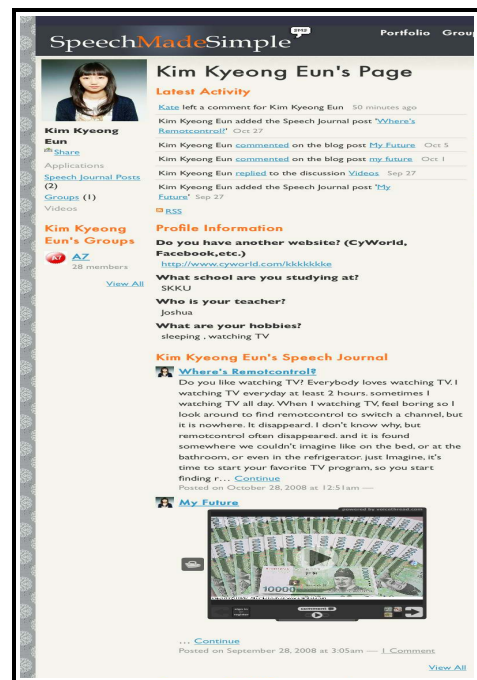 SpeechMadeSimple
Portfolio Grou
Kim Kyeong Eun's Page
Latest Activity
Kate left a comment for Kim Kyeong Eun 50 minutes ago
Kim Kyeong Eun added the Speech Journal post 'Where's
Remotcontrol?' Oct 27
Kim Kyeong Eun commented on the blog post My Future Oct 5
Kim Kyeong Eun commented on the blog post my future Oct 1
Kim Kyeong Eun replied to the discussion Videos Sep 27
Kim Kyeong Eun added the Speech Journal post 'My
Future' Sep 27
RSS
Kim Kyeong
Eun
Share
Applications
Speech Journal Posts
(2)
Groups (1)
Videos
Kim Kyeong
Eun's Groups
A7
A7
28 members
View All
Profile Information
Do you have another website? (CyWorld,
Facebook,etc.)
http://www.cyworld.com/kkkkkkke
What school are you studying at?
SKKU
Who is your teacher?
Joshua
What are your hobbies?
sleeping , watching TV
Kim Kyeong Eun's Speech Journal
Where's Remotcontrol?
Do you like watching TV? Everybody loves watching TV. I
watching TV everyday at least 2 hours. sometimes I
watching TV all day. When I watching TV, feel boring so I
look around to find remotcontrol to switch a channel, but
it is nowhere. It disappeard. I don't know why, but
remotcontrol often disappeared. and it is found
somewhere we couldn't imagine like on the bed, or at the
bathroom, or even in the refrigerator. just Imagine, it's
time to start your favorite TV program, so you start
finding r… Continue
Posted on October 28, 2008 at 12:51am —
My Future
powered by voicethread.com
10000
… Continue
Posted on September 28, 2008 at 3:05am — 1 Comment
View All